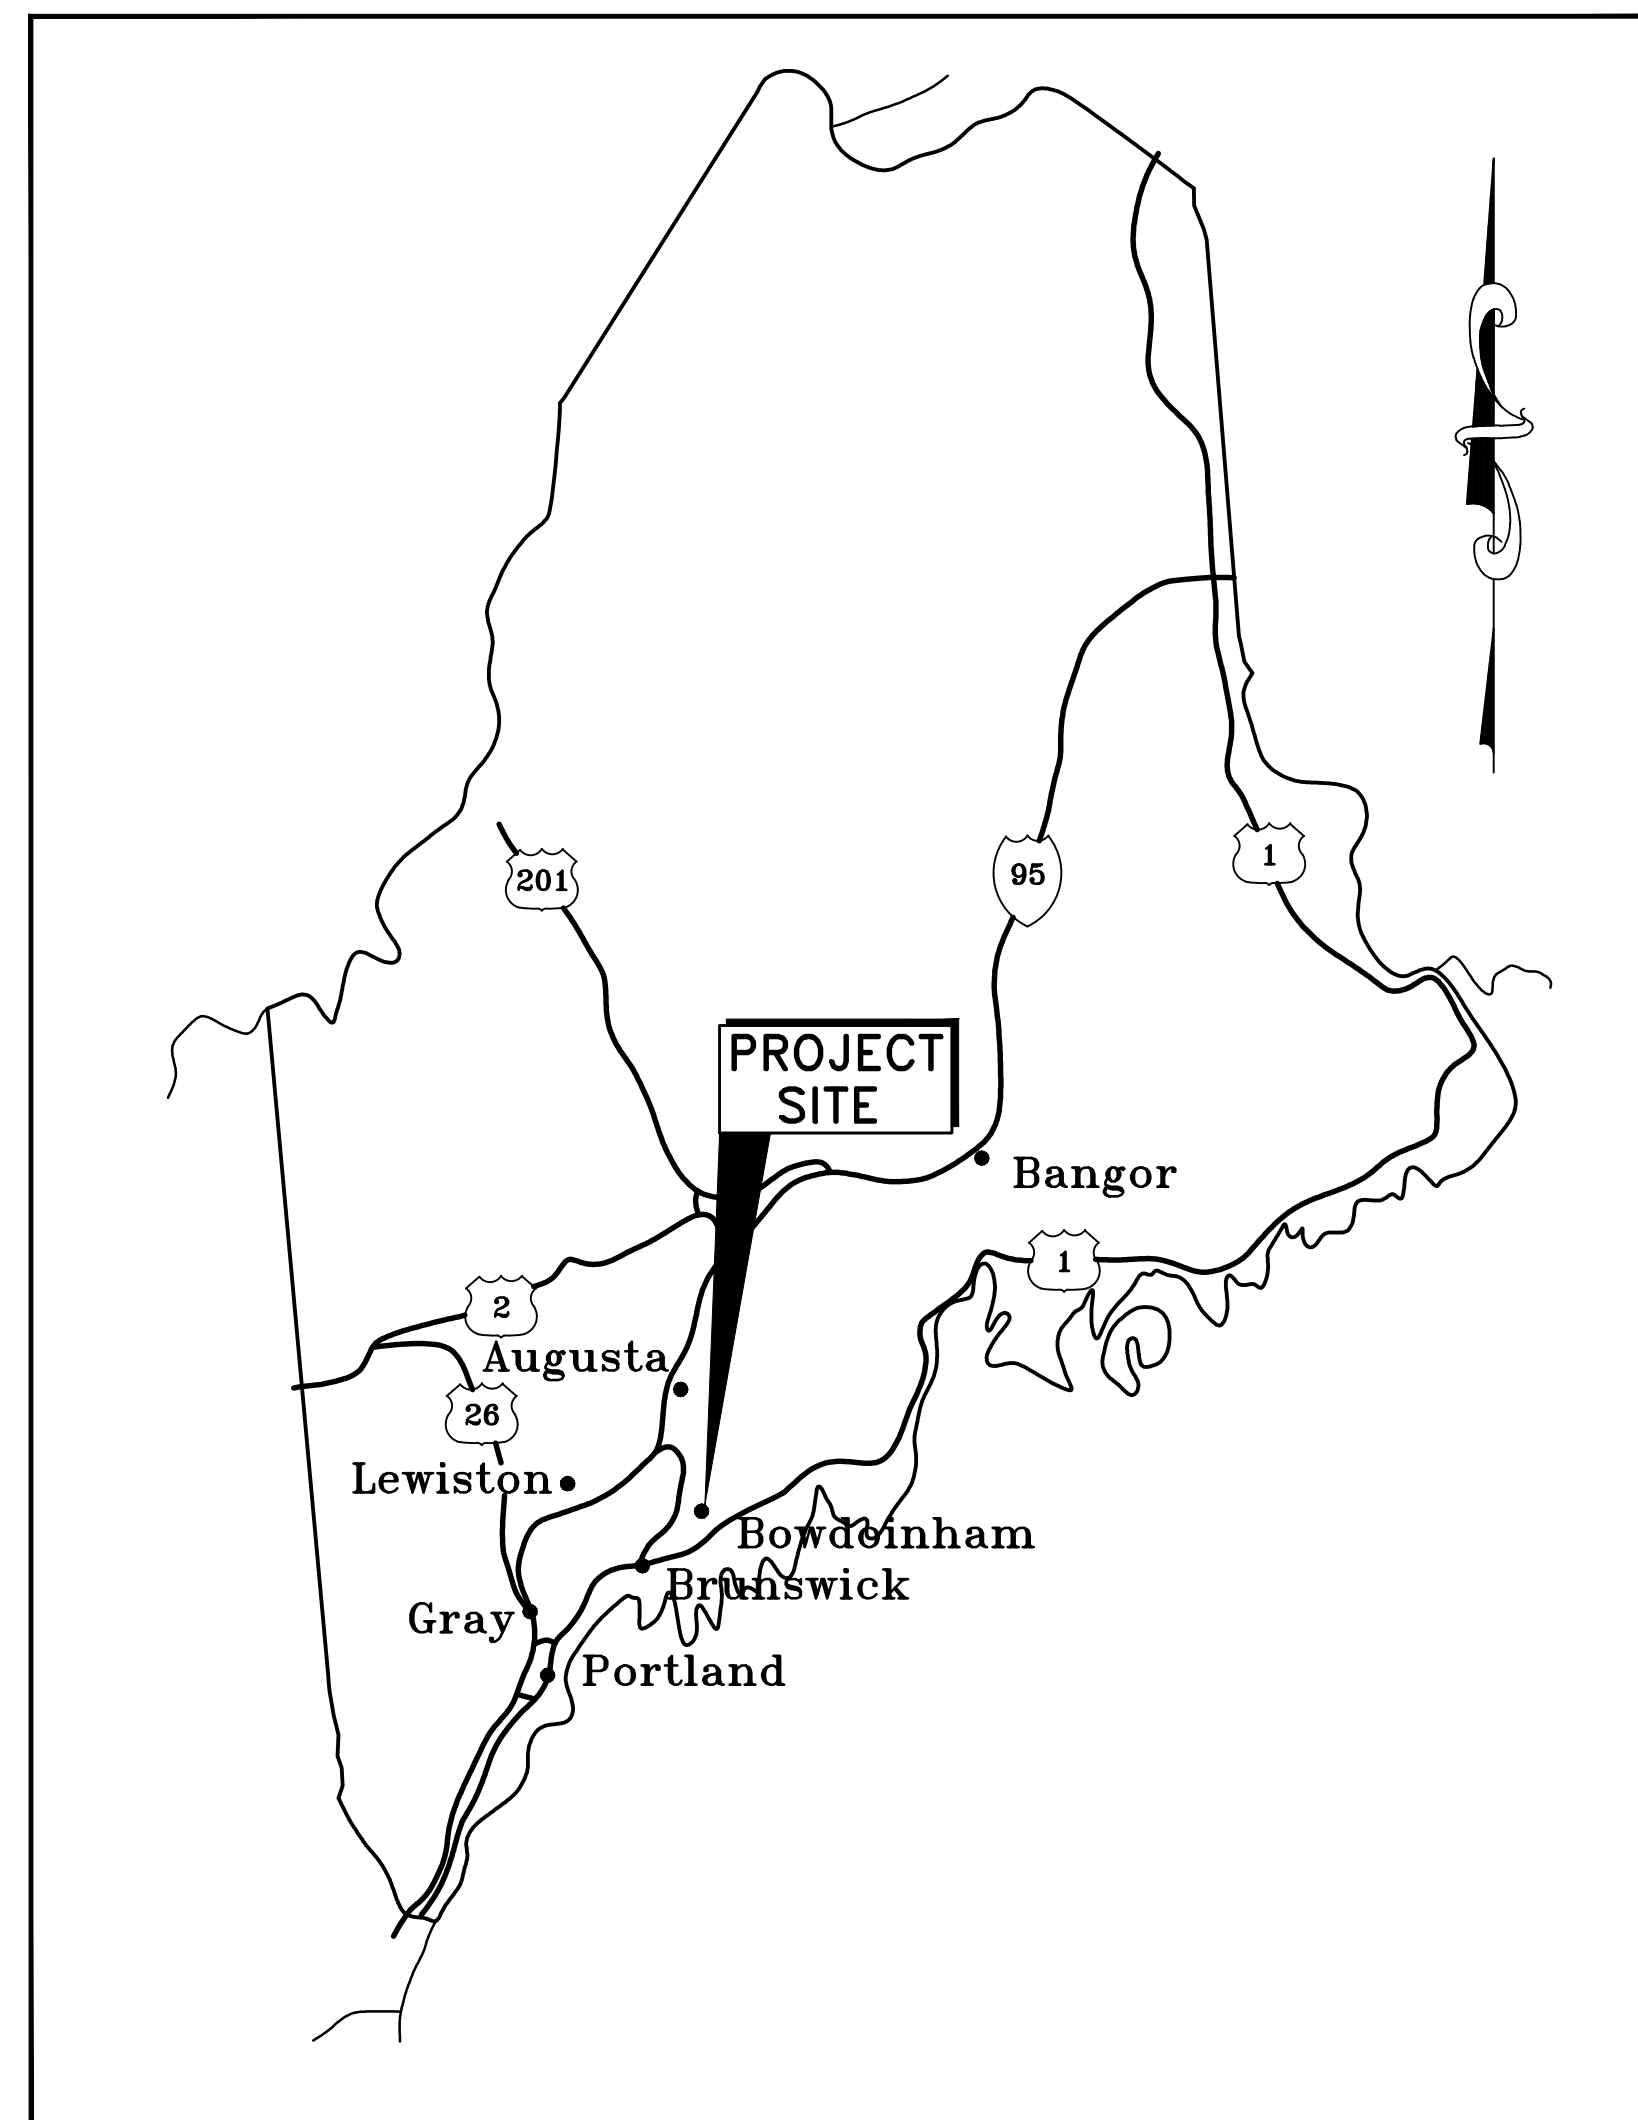 1
95
201
PROJECT
SITE
Bangor
1
2
Augusta
26
Lewiston
Bowdoinham
Brunswick
Gray
Portland